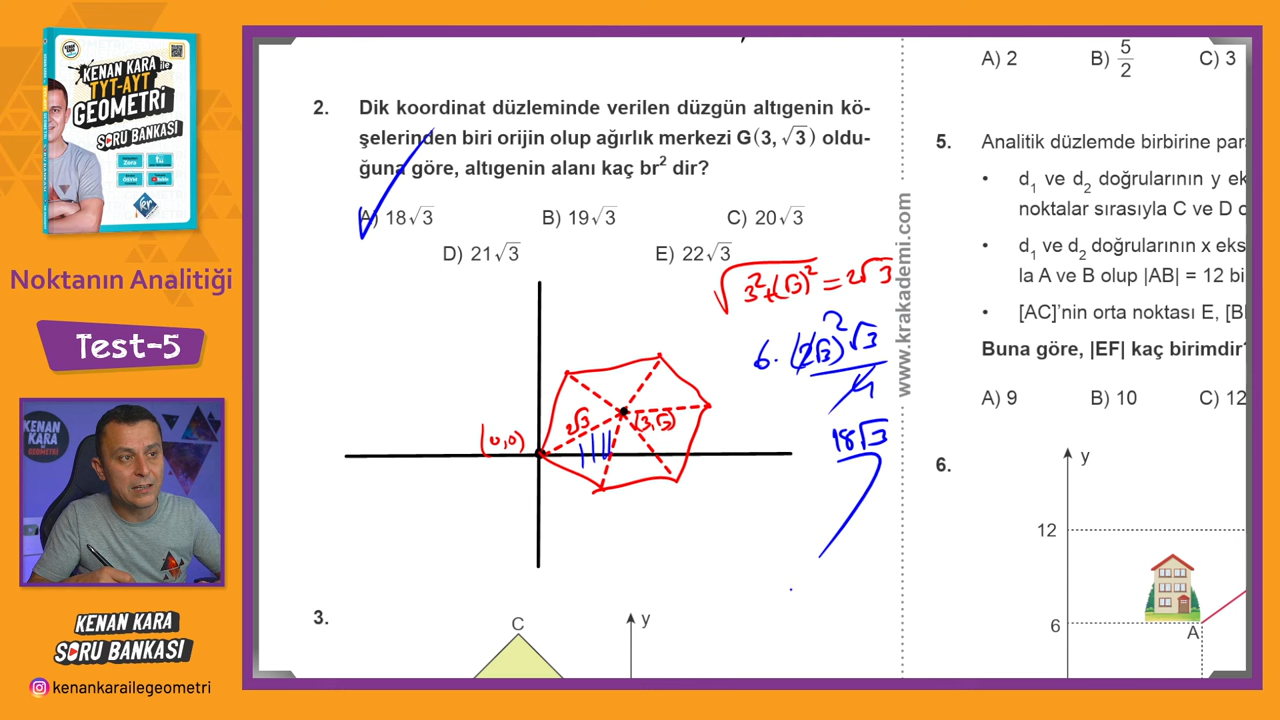 KENAN KARA ile
TYT-AYT
GEOMETRİ
SORU BANKASI
Noktanın Analitiği
Test-5
KENAN
KARA
GEOMETRİ
KENAN KARA
SORU BANKASI
kenankarailegeometri
2. Dik koordinat düzleminde verilen düzgün altıgenin kö-
şelerinden biri orijin olup ağırlık merkezi G(3, √3) oldu-
ğuna göre, altıgenin alanı kaç br² dir?
A) 18√3 B) 19√3 C) 20√3
D) 21√3 E) 22√3
√3²+(√3)² = 2√3
6. (2√3)²√3
4
18√3
(0,0)
2√3
(3,√3)
3.
C
y
www.krakademi.com
A) 2 B) 5/2 C) 3
5. Analitik düzlemde birbirine par
• d₁ ve d₂ doğrularının y ek
noktalar sırasıyla C ve D
• d₁ ve d₂ doğrularının x eks
la A ve B olup |AB| = 12 bi
• [AC]'nin orta noktası E, [B
Buna göre, |EF| kaç birimdir?
A) 9 B) 10 C) 12
6.
y
12
6
A